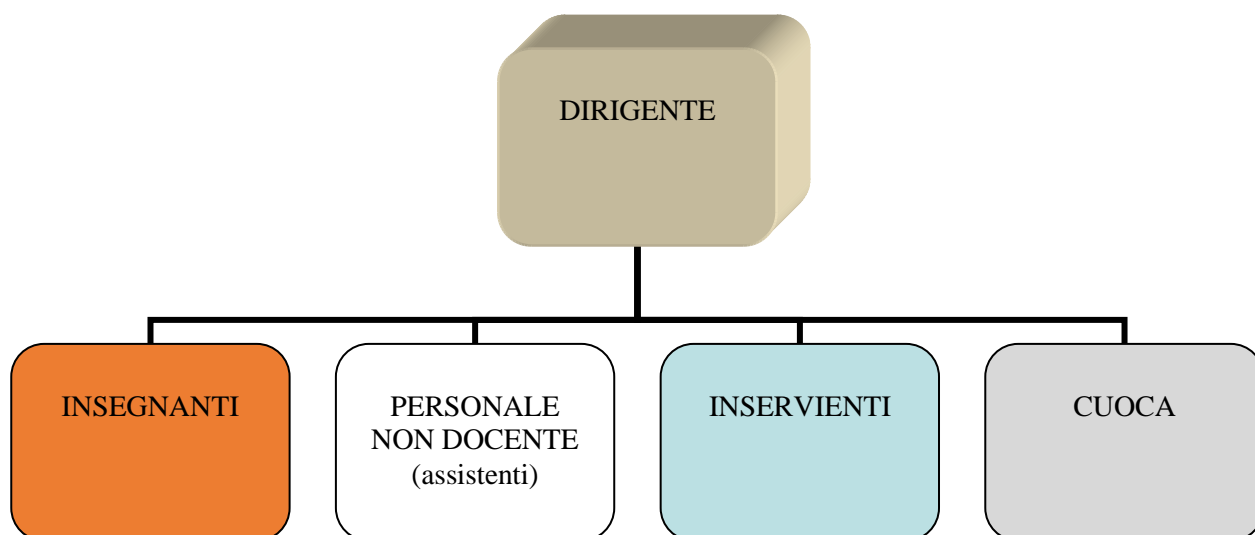 DIRIGENTE
INSEGNANTI
PERSONALE
NON DOCENTE
(assistenti)
INSERVIENTI
CUOCA